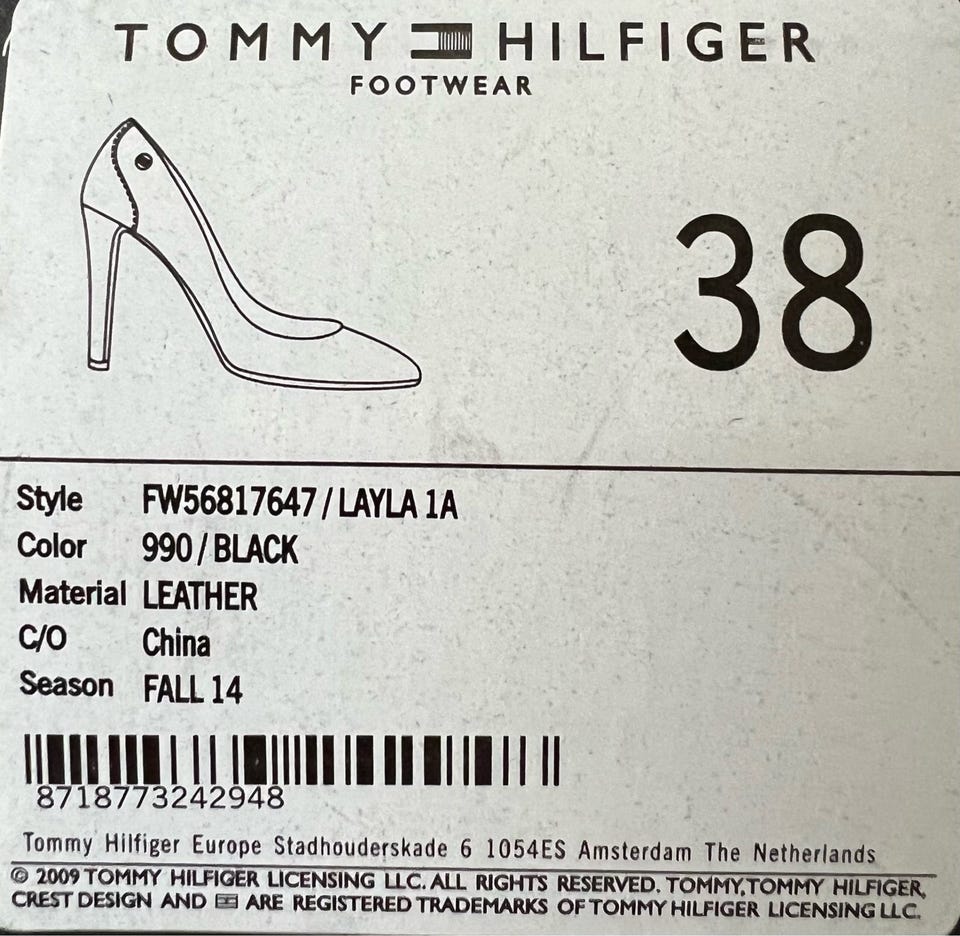 TOMMY HILFIGER
FOOTWEAR
38
Style FW56817647/LAYLA 1A
Color 990/BLACK
Material LEATHER
C/O China
Season FALL 14
8718773242948
Tommy Hilfiger Europe Stadhouderskade 6 1054ES Amsterdam The Netherlands
© 2009 TOMMY HILFIGER LICENSING LLC. ALL RIGHTS RESERVED. TOMMY,TOMMY HILFIGER,
CREST DESIGN AND ARE REGISTERED TRADEMARKS OF TOMMY HILFIGER LICENSING LLC.